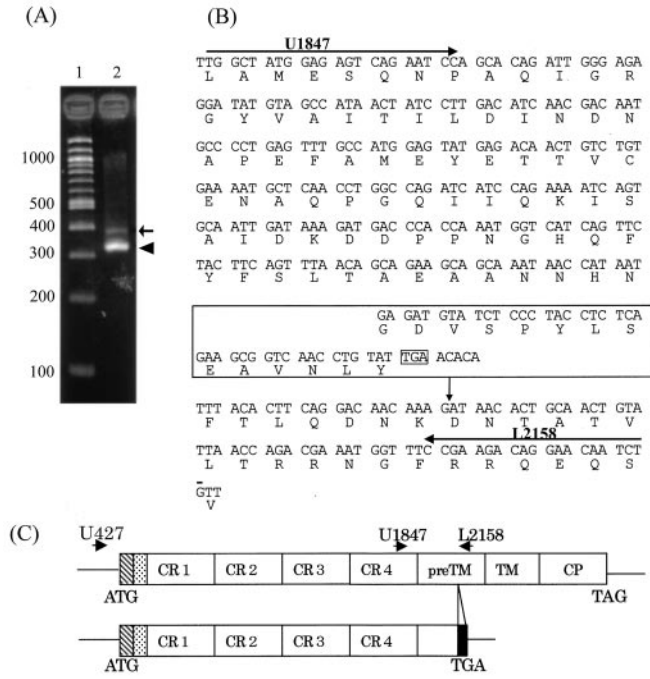 (A)
(B)
1 2
1000
500
400
300
200
100
U1847
TTG GCT ATG GAG AGT CAG AAT CCA GCA CAG ATT GGG AGA
L A M E S Q N P A Q I G R
GGA TAT GTA GCC ATA ACT ATC CTT GAC ATC AAC GAC AAT
G Y V A I T I L D I N D N
GCC CCT GAG TTT GCC ATG GAG TAT GAG ACA ACT GTC TGT
A P E F A M E Y E T T V C
GAA AAT GCT CAA CCT GGC CAG ATC ATC CAG AAA ATC AGT
E N A Q P G Q I I Q K I S
GCA ATT GAT AAA GAT GAC CCA CCA AAT GGT CAT CAG TTC
A I D K D D P P N G H Q F
TAC TTC AGT TTA ACA GCA GAA GCA GCA AAT AAC CAT AAT
Y F S L T A E A A N N H N
GA GAT GTA TCT CCC TAC CTC TCA
G D V S P Y L S
GAA GCG GTC AAC CTG TAT TGA ACACA
E A V N L Y
TTT ACA CTT CAG GAC AAC AAA GAT AAC ACT GCA ACT GTA
F T L Q D N K D N T A T V
L2158
TTA ACC AGA CGA AAT GGT TTC CGA AGA CAG GAA CAA TCT
L T R R N G F R R Q E Q S
GTT
V
(C)
U427 U1847 L2158
CR 1 CR 2 CR 3 CR 4 preTM TM CP
ATG TAG
CR 1 CR 2 CR 3 CR 4
ATG TGA